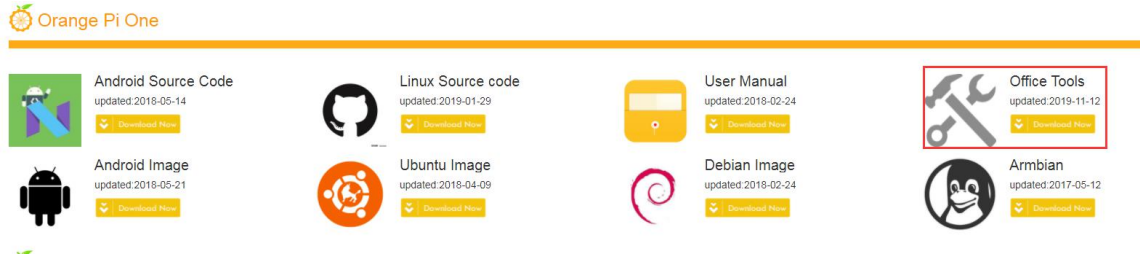 Orange Pi One
Android Source Code
updated:2018-05-14
Download Now
Linux Source code
updated:2019-01-29
Download Now
User Manual
updated:2018-02-24
Download Now
Office Tools
updated:2019-11-12
Download Now
Android Image
updated:2018-05-21
Download Now
Ubuntu Image
updated:2018-04-09
Download Now
Debian Image
updated:2018-02-24
Download Now
Armbian
updated:2017-05-12
Download Now